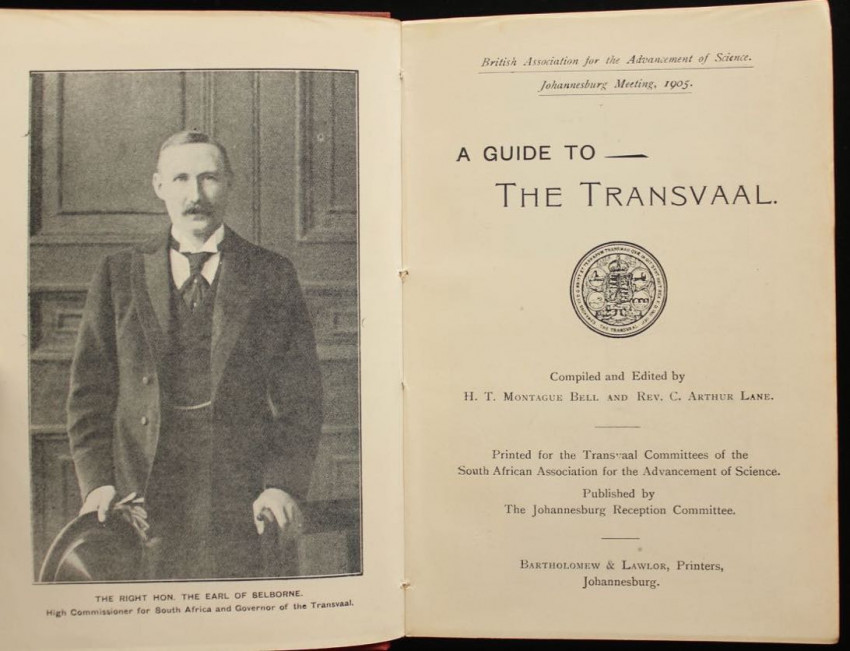 THE RIGHT HON. THE EARL OF SELBORNE.
High Commissioner for South Africa and Governor of the Transvaal.
British Association for the Advancement of Science.
Johannesburg Meeting, 1905.
A GUIDE TO —
THE TRANSVAAL.
THE TRANSVAAL
Compiled and Edited by
H. T. MONTAGUE BELL AND REV. C. ARTHUR LANE.
Printed for the Transvaal Committees of the
South African Association for the Advancement of Science.
Published by
The Johannesburg Reception Committee.
BARTHOLOMEW & LAWLOR, Printers,
Johannesburg.